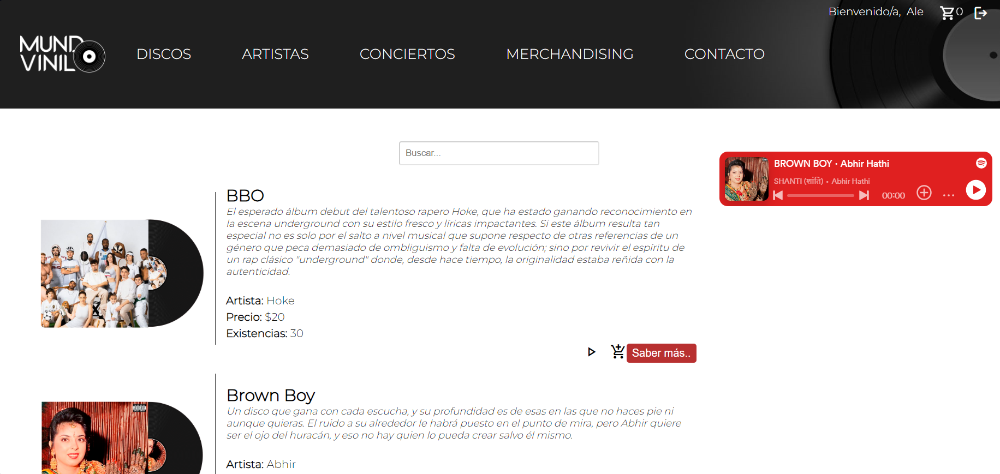 Bienvenido/a, Ale 0
MUNDO
VINILO
DISCOS ARTISTAS CONCIERTOS MERCHANDISING CONTACTO
Buscar...
BROWN BOY · Abhir Hathi
SHANTI (शांति) • Abhir Hathi
00:00
BBO
El esperado álbum debut del talentoso rapero Hoke, que ha estado ganando reconocimiento en
la escena underground con su estilo fresco y líricas impactantes. Si este álbum resulta tan
especial no es solo por el salto a nivel musical que supone respecto de otras referencias de un
género que peca demasiado de ombliguismo y falta de evolución; sino por revivir el espíritu de
un rap clásico "underground" donde, desde hace tiempo, la originalidad estaba reñida con la
autenticidad.
Artista: Hoke
Precio: $20
Existencias: 30
Saber más..
Brown Boy
Un disco que gana con cada escucha, y su profundidad es de esas en las que no haces pie ni
aunque quieras. El ruido a su alrededor le habrá puesto en el punto de mira, pero Abhir quiere
ser el ojo del huracán, y eso no hay quien lo pueda crear salvo él mismo.
Artista: Abhir